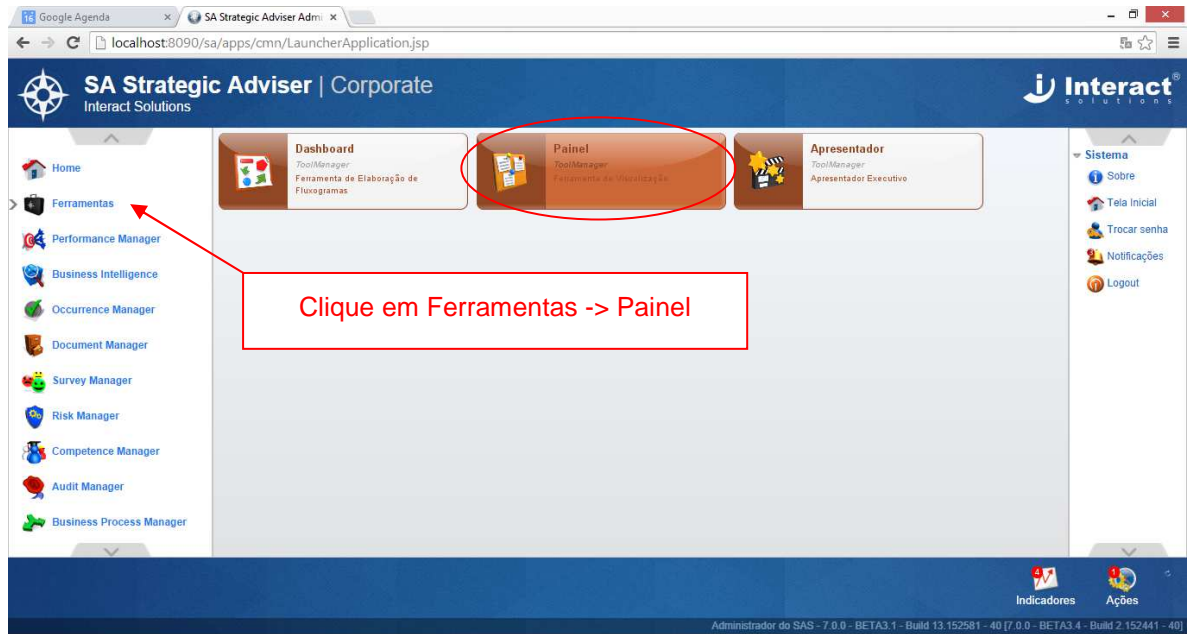 16 Google Agenda
SA Strategic Adviser Admi
localhost:8090/sa/apps/cmn/LauncherApplication.jsp
SA Strategic Adviser | Corporate
Interact Solutions
Interact®
solutions
Home
Ferramentas
Performance Manager
Business Intelligence
Occurrence Manager
Document Manager
Survey Manager
Risk Manager
Competence Manager
Audit Manager
Business Process Manager
Dashboard
ToolManager
Ferramenta de Elaboração de
Fluxogramas
Painel
ToolManager
Ferramenta de Visualização
Apresentador
ToolManager
Apresentador Executivo
Clique em Ferramentas -> Painel
Sistema
Sobre
Tela Inicial
Trocar senha
Notificações
Logout
4
Indicadores
1
Ações
Administrador do SAS - 7.0.0 - BETA3.1 - Build 13.152581 - 40 [7.0.0 - BETA3.4 - Build 2.152441 - 40]